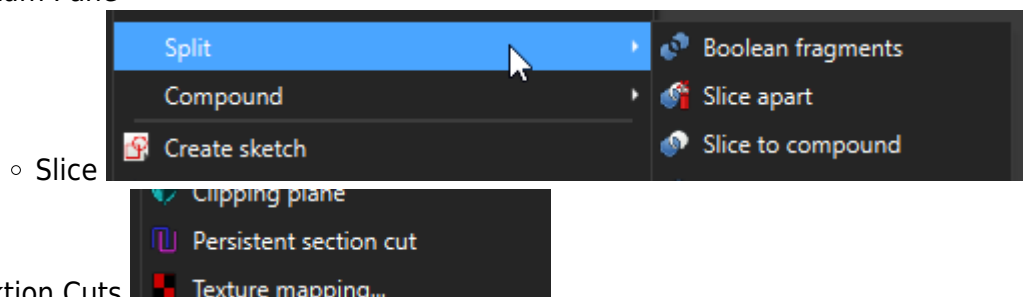 Split
Boolean fragments
Compound
Slice apart
Create sketch
Slice to compound
Slice
Clipping plane
Persistent section cut
Cuts
Texture mapping...